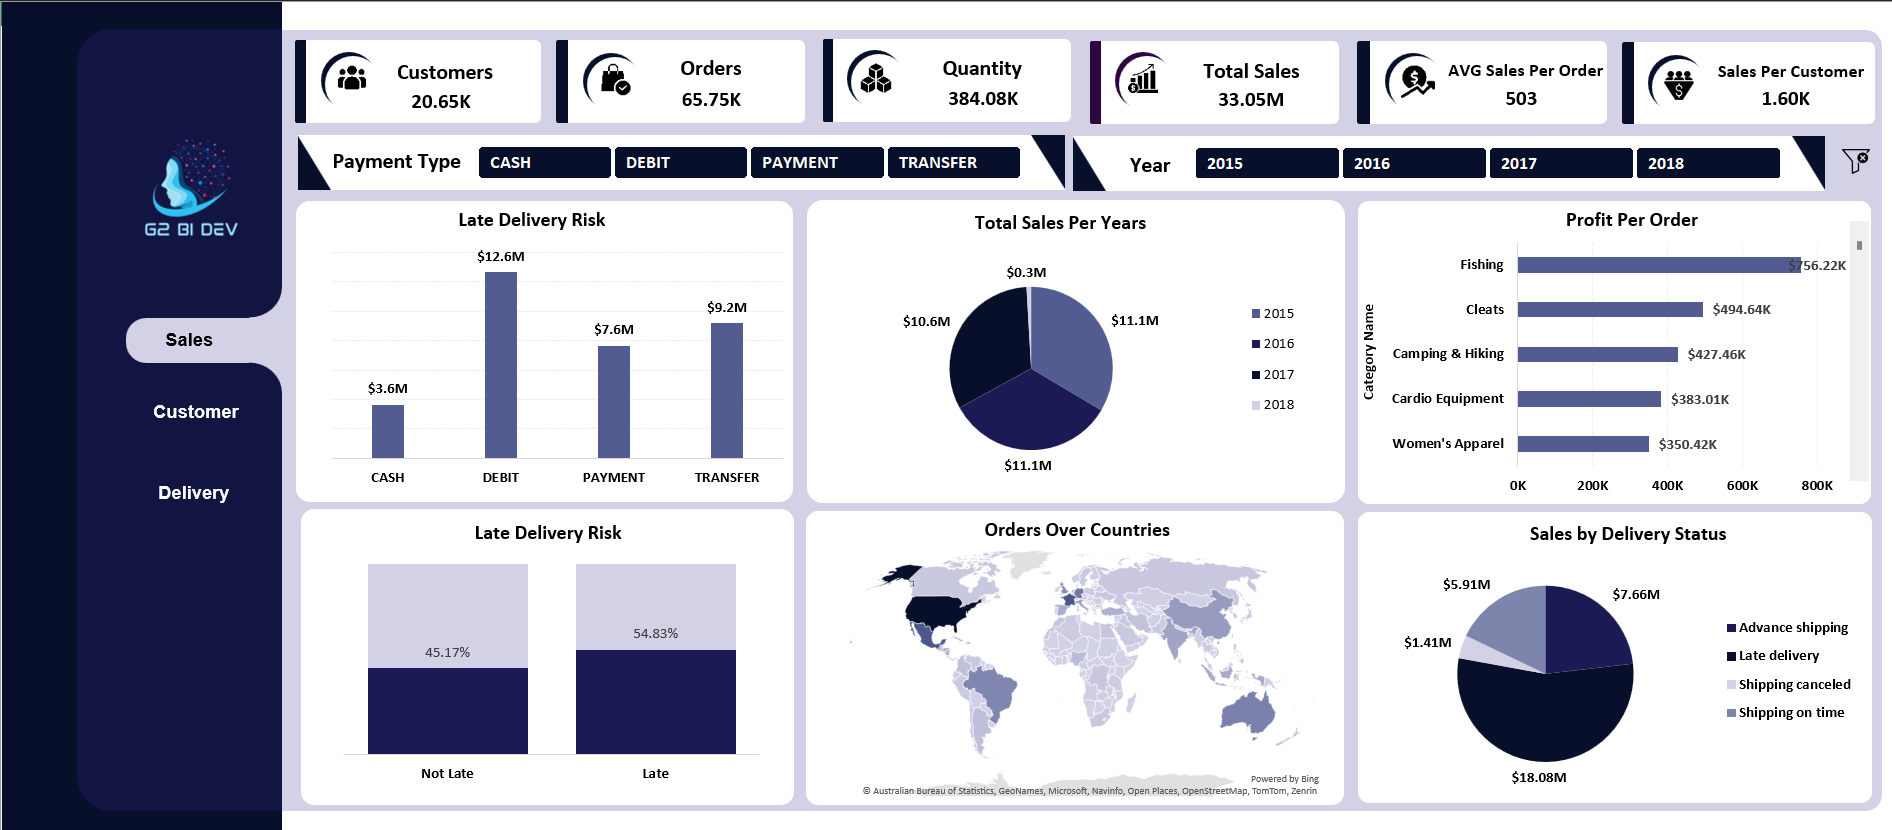 Customers
20.65K
Orders
65.75K
Quantity
384.08K
Total Sales
33.05M
AVG Sales Per Order
503
Sales Per Customer
1.60K
Payment Type
CASH
DEBIT
PAYMENT
TRANSFER
Year
2015
2016
2017
2018
G2 BI DEV
Sales
Customer
Delivery
Late Delivery Risk
$3.6M
$12.6M
$7.6M
$9.2M
CASH
DEBIT
PAYMENT
TRANSFER
Total Sales Per Years
$0.3M
$10.6M
$11.1M
$11.1M
2015
2016
2017
2018
Profit Per Order
Category Name
Fishing
$756.22K
Cleats
$494.64K
Camping & Hiking
$427.46K
Cardio Equipment
$383.01K
Women's Apparel
$350.42K
0K
200K
400K
600K
800K
Late Delivery Risk
45.17%
54.83%
Not Late
Late
Orders Over Countries
Powered by Bing
© Australian Bureau of Statistics, GeoNames, Microsoft, Navinfo, Open Places, OpenStreetMap, TomTom, Zenrin
Sales by Delivery Status
$5.91M
$7.66M
$1.41M
$18.08M
Advance shipping
Late delivery
Shipping canceled
Shipping on time